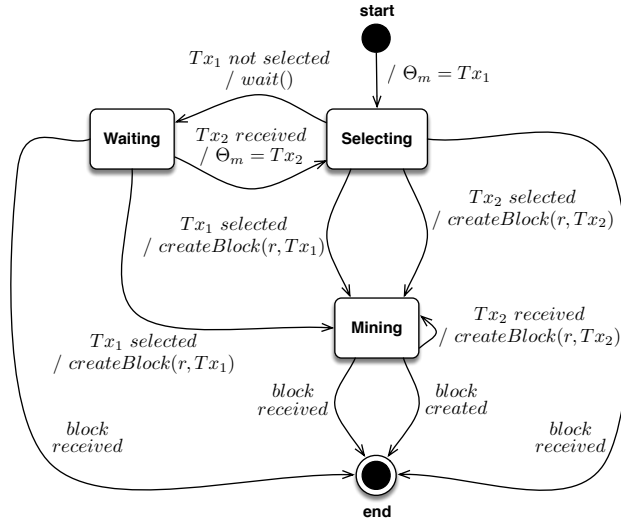 start
/ Θₘ = Tx₁
Tx₁ not selected
/ wait()
Waiting
Tx₂ received
/ Θₘ = Tx₂
Selecting
Tx₁ selected
/ createBlock(r, Tx₁)
Tx₂ selected
/ createBlock(r, Tx₂)
Mining
Tx₂ received
/ createBlock(r, Tx₂)
Tx₁ selected
/ createBlock(r, Tx₁)
block
received
block
created
block
received
block
received
end